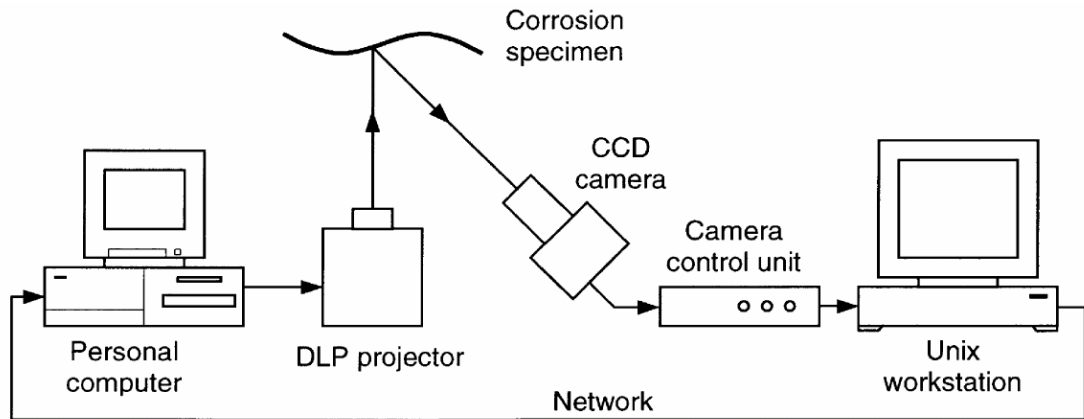 Corrosion
specimen
CCD
camera
Camera
control unit
Personal
computer
DLP projector
Unix
workstation
Network